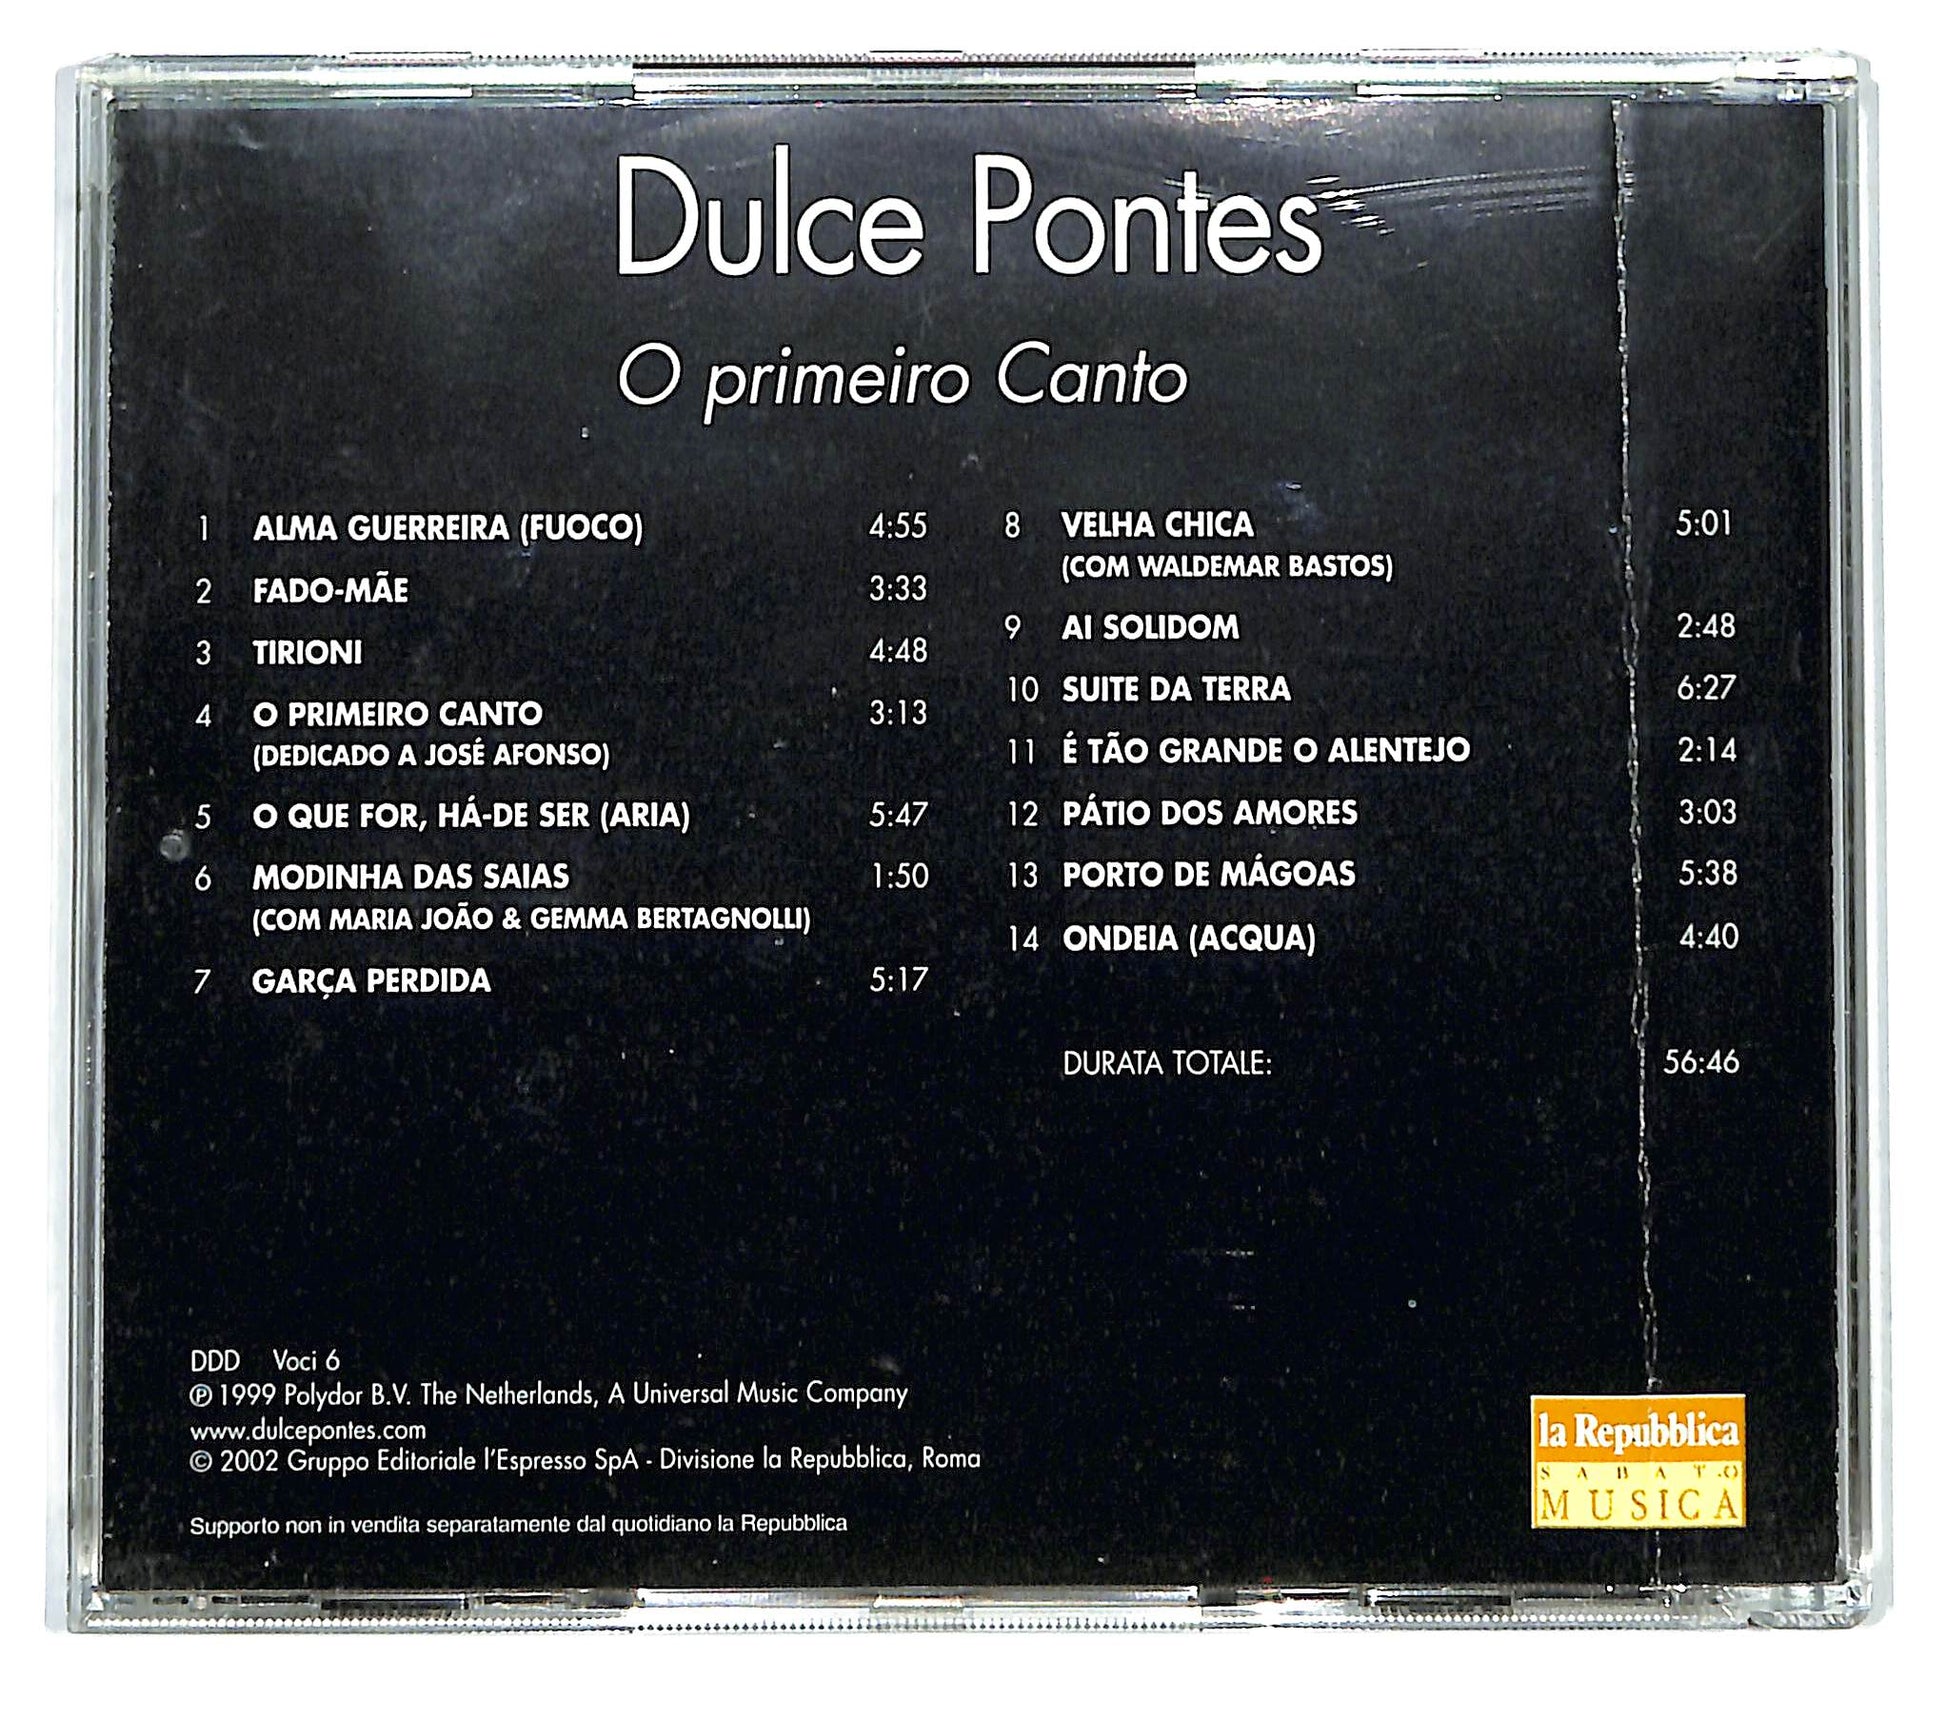 Dulce Pontes
O primeiro Canto
1 ALMA GUERREIRA (FUOCO) 4:55
2 FADO-MÃE 3:33
3 TIRIONI 4:48
4 O PRIMEIRO CANTO 3:13
(DEDICADO A JOSÉ AFONSO)
5 O QUE FOR, HÁ-DE SER (ARIA) 5:47
6 MODINHA DAS SAIAS 1:50
(COM MARIA JOÃO & GEMMA BERTAGNOLLI)
7 GARÇA PERDIDA 5:17
8 VELHA CHICA 5:01
(COM WALDEMAR BASTOS)
9 AI SOLIDOM 2:48
10 SUITE DA TERRA 6:27
11 É TÃO GRANDE O ALENTEJO 2:14
12 PÁTIO DOS AMORES 3:03
13 PORTO DE MÁGOAS 5:38
14 ONDEIA (ACQUA) 4:40
DURATA TOTALE: 56:46
DDD Voci 6
℗ 1999 Polydor B.V. The Netherlands, A Universal Music Company
www.dulcepontes.com
© 2002 Gruppo Editoriale l'Espresso SpA - Divisione la Repubblica, Roma
Supporto non in vendita separatamente dal quotidiano la Repubblica
la Repubblica
SABATO
MUSICA